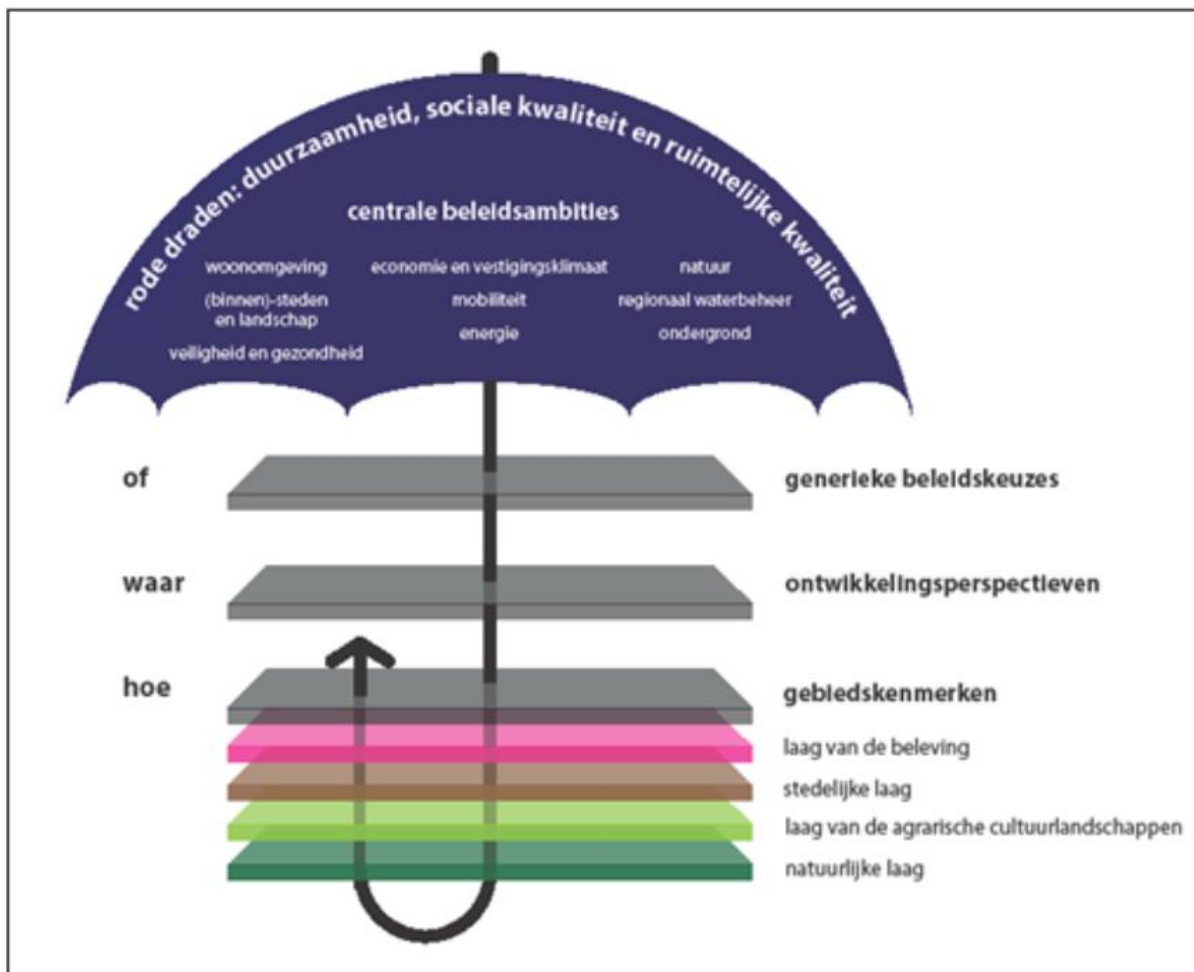 rode draden: duurzaamheid, sociale kwaliteit en ruimtelijke kwaliteit
centrale beleidsambities
woonomgeving
(binnen)-steden
en landschap
veiligheid en gezondheid
economie en vestigingsklimaat
mobiliteit
energie
natuur
regionaal waterbeheer
ondergrond
of
generieke beleidskeuzes
waar
ontwikkelingsperspectieven
hoe
gebiedskenmerken
laag van de beleving
stedelijke laag
laag van de agrarische cultuurlandschappen
natuurlijke laag